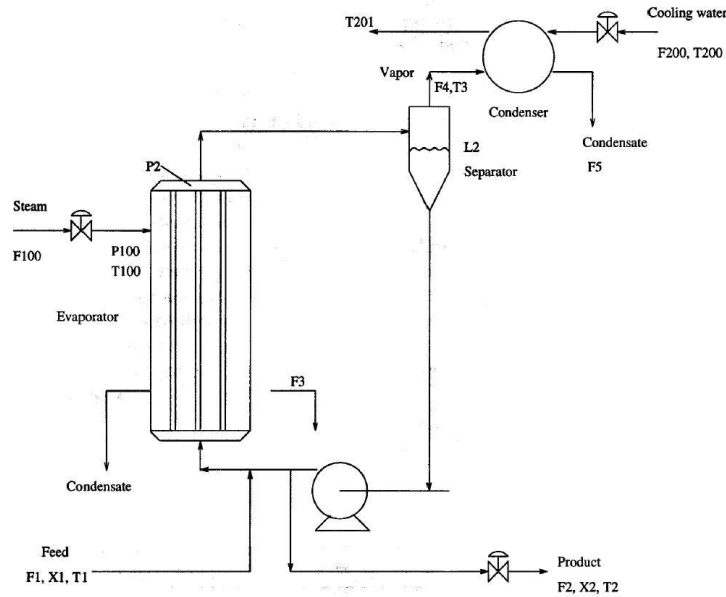 T201
Cooling water
F200, T200
Vapor
F4,T3
Condenser
Condensate
F5
L2
Separator
P2
Steam
F100
P100
T100
Evaporator
F3
Condensate
Feed
F1, X1, T1
Product
F2, X2, T2